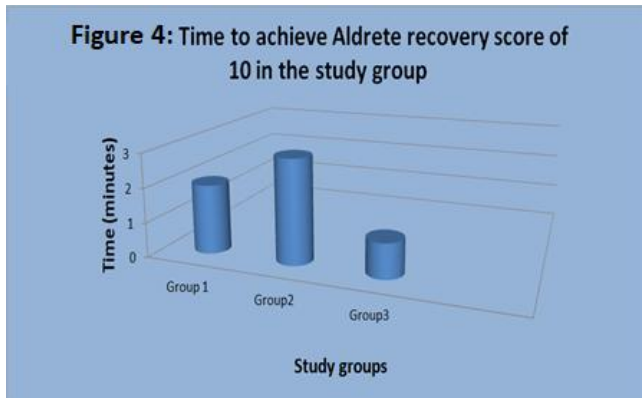 Figure 4: Time to achieve Aldrete recovery score of
10 in the study group
Time (minutes)
3
2
1
0
Group 1
Group2
Group3
Study groups